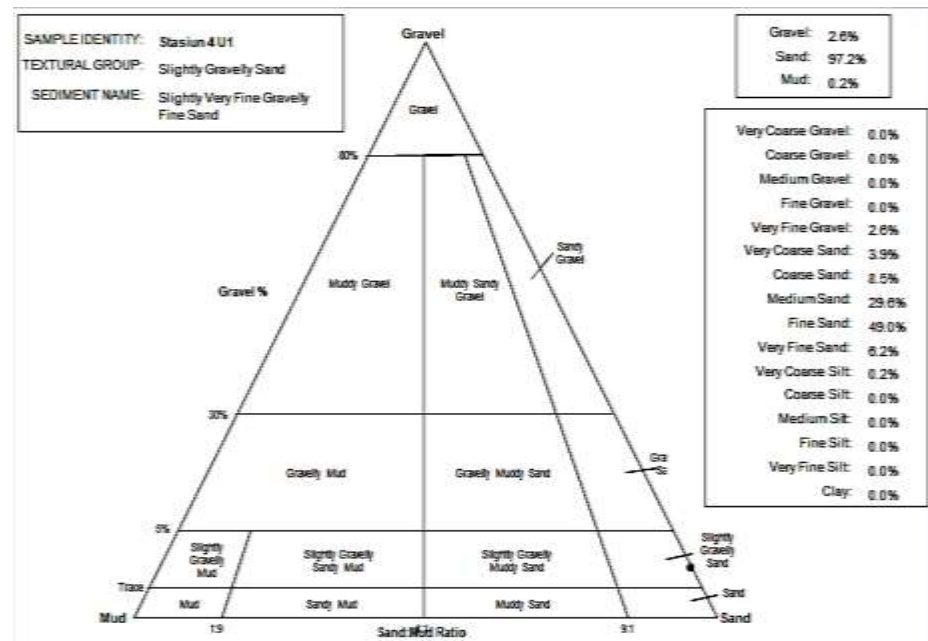 SAMPLE IDENTITY: Stasiun 4 U1
TEXTURAL GROUP: Slightly Gravelly Sand
SEDIMENT NAME: Slightly Very Fine Gravelly
Fine Sand
Gravel
Gravel: 2.6%
Sand: 97.2%
Mud: 0.2%
Very Coarse Gravel: 0.0%
Coarse Gravel: 0.0%
Medium Gravel: 0.0%
Fine Gravel: 0.0%
Very Fine Gravel: 2.6%
Very Coarse Sand: 3.9%
Coarse Sand: 8.5%
Medium Sand: 29.6%
Fine Sand: 49.0%
Very Fine Sand: 6.2%
Very Coarse Silt: 0.2%
Coarse Silt: 0.0%
Medium Silt: 0.0%
Fine Silt: 0.0%
Very Fine Silt: 0.0%
Clay: 0.0%
Gravel
80%
Sandy
Gravel
Gravel %
Muddy Gravel
Muddy Sandy
Gravel
30%
Gra
Sa
Gravelly Mud
Gravelly Muddy Sand
5%
Slightly
Gravelly
Mud
Slightly Gravelly
Sandy Mud
Slightly Gravelly
Muddy Sand
Slightly
Gravelly
Sand
Trace
Mud
Sandy Mud
Muddy Sand
Sand
Mud
Sand
1:9
9:1
Sand:Mud Ratio